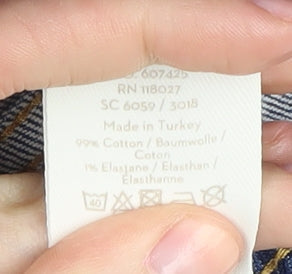 607425
RN 118027
SC 6059 / 3018
Made in Turkey
99% Cotton / Baumwolle /
Coton
1% Elastane / Elasthan /
Elasthanne
40